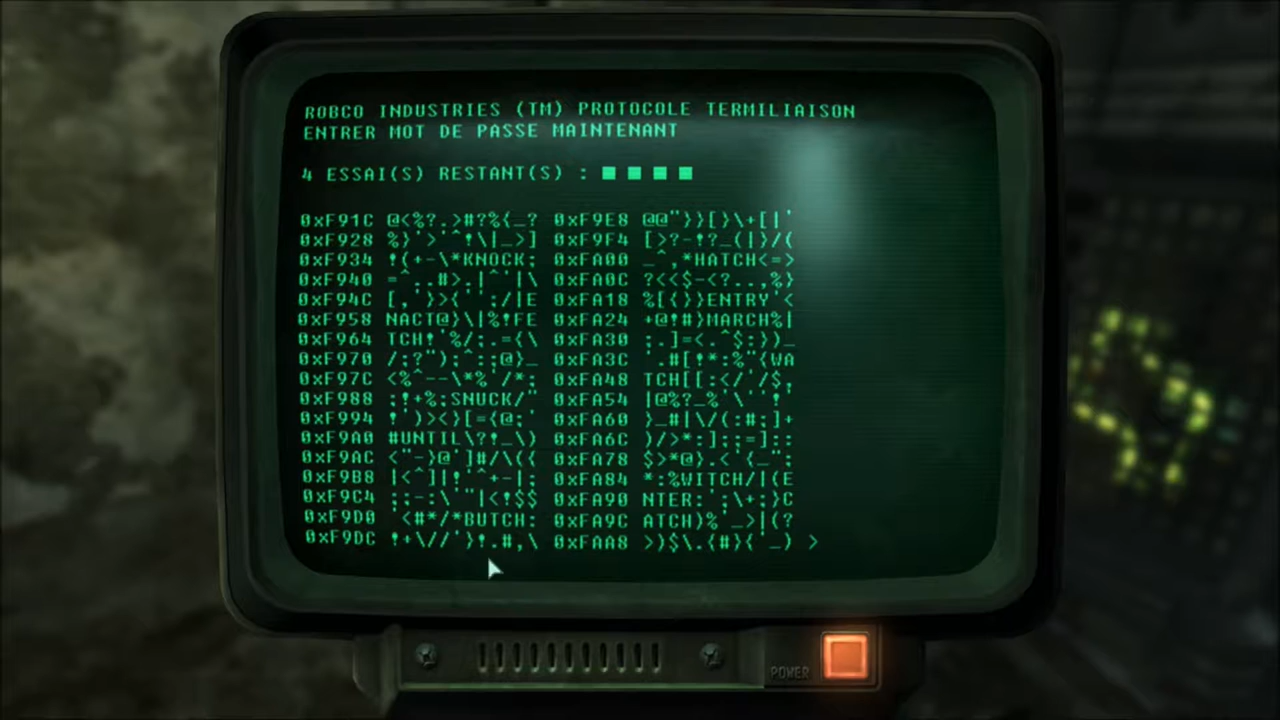 ROBCO INDUSTRIES (TM) PROTOCOLE TERMILIAISON
ENTRER MOT DE PASSE MAINTENANT
4 ESSAI(S) RESTANT(S) : ■ ■ ■ ■
0xF91C @<%?.>#?%{_? 0xF9E8 @@"}}[}\+[|'
0xF928 %}'>'^!\|_>] 0xF9F4 [>?-!?_(|}/(
0xF934 !(+-\*KNOCK; 0xFA00 _^,*HATCH<=>
0xF940 =^;.#>.|^'|\ 0xFA0C ?<<$-<?..,%}
0xF94C [,'}>{'';/|E 0xFA18 %[{}}ENTRY'<
0xF958 NACT@}\|%!FE 0xFA24 +@!#}MARCH%|
0xF964 TCH!'%/;.={\ 0xFA30 ;.]=<.^$:})_
0xF970 /;?");^:;@}_ 0xFA3C '.#[!*:%"{WA
0xF97C <%^--\*%'/*; 0xFA48 TCH[[:</'/$,
0xF988 ;!+%;SNUCK/" 0xFA54 |@%?_%'\''!'
0xF994 !')><}[={@;' 0xFA60 }_#|\/(:#;]+
0xF9A0 #UNTIL\?!_\) 0xFA6C )/>*:];;=]::
0xF9AC <"-}@']#/\({ 0xFA78 $>*@}.<'{_";
0xF9B8 |<^]|!'^+-|; 0xFA84 *:%WITCH/|(E
0xF9C4 ;;-:\'"|<!$$ 0xFA90 NTER:';\+;}C
0xF9D0 '<#*/*BUTCH: 0xFA9C ATCH)%'_>|(?
0xF9DC !+\//'}!.#,\ 0xFAA8 >)$\.{#}{'_) >
POWER